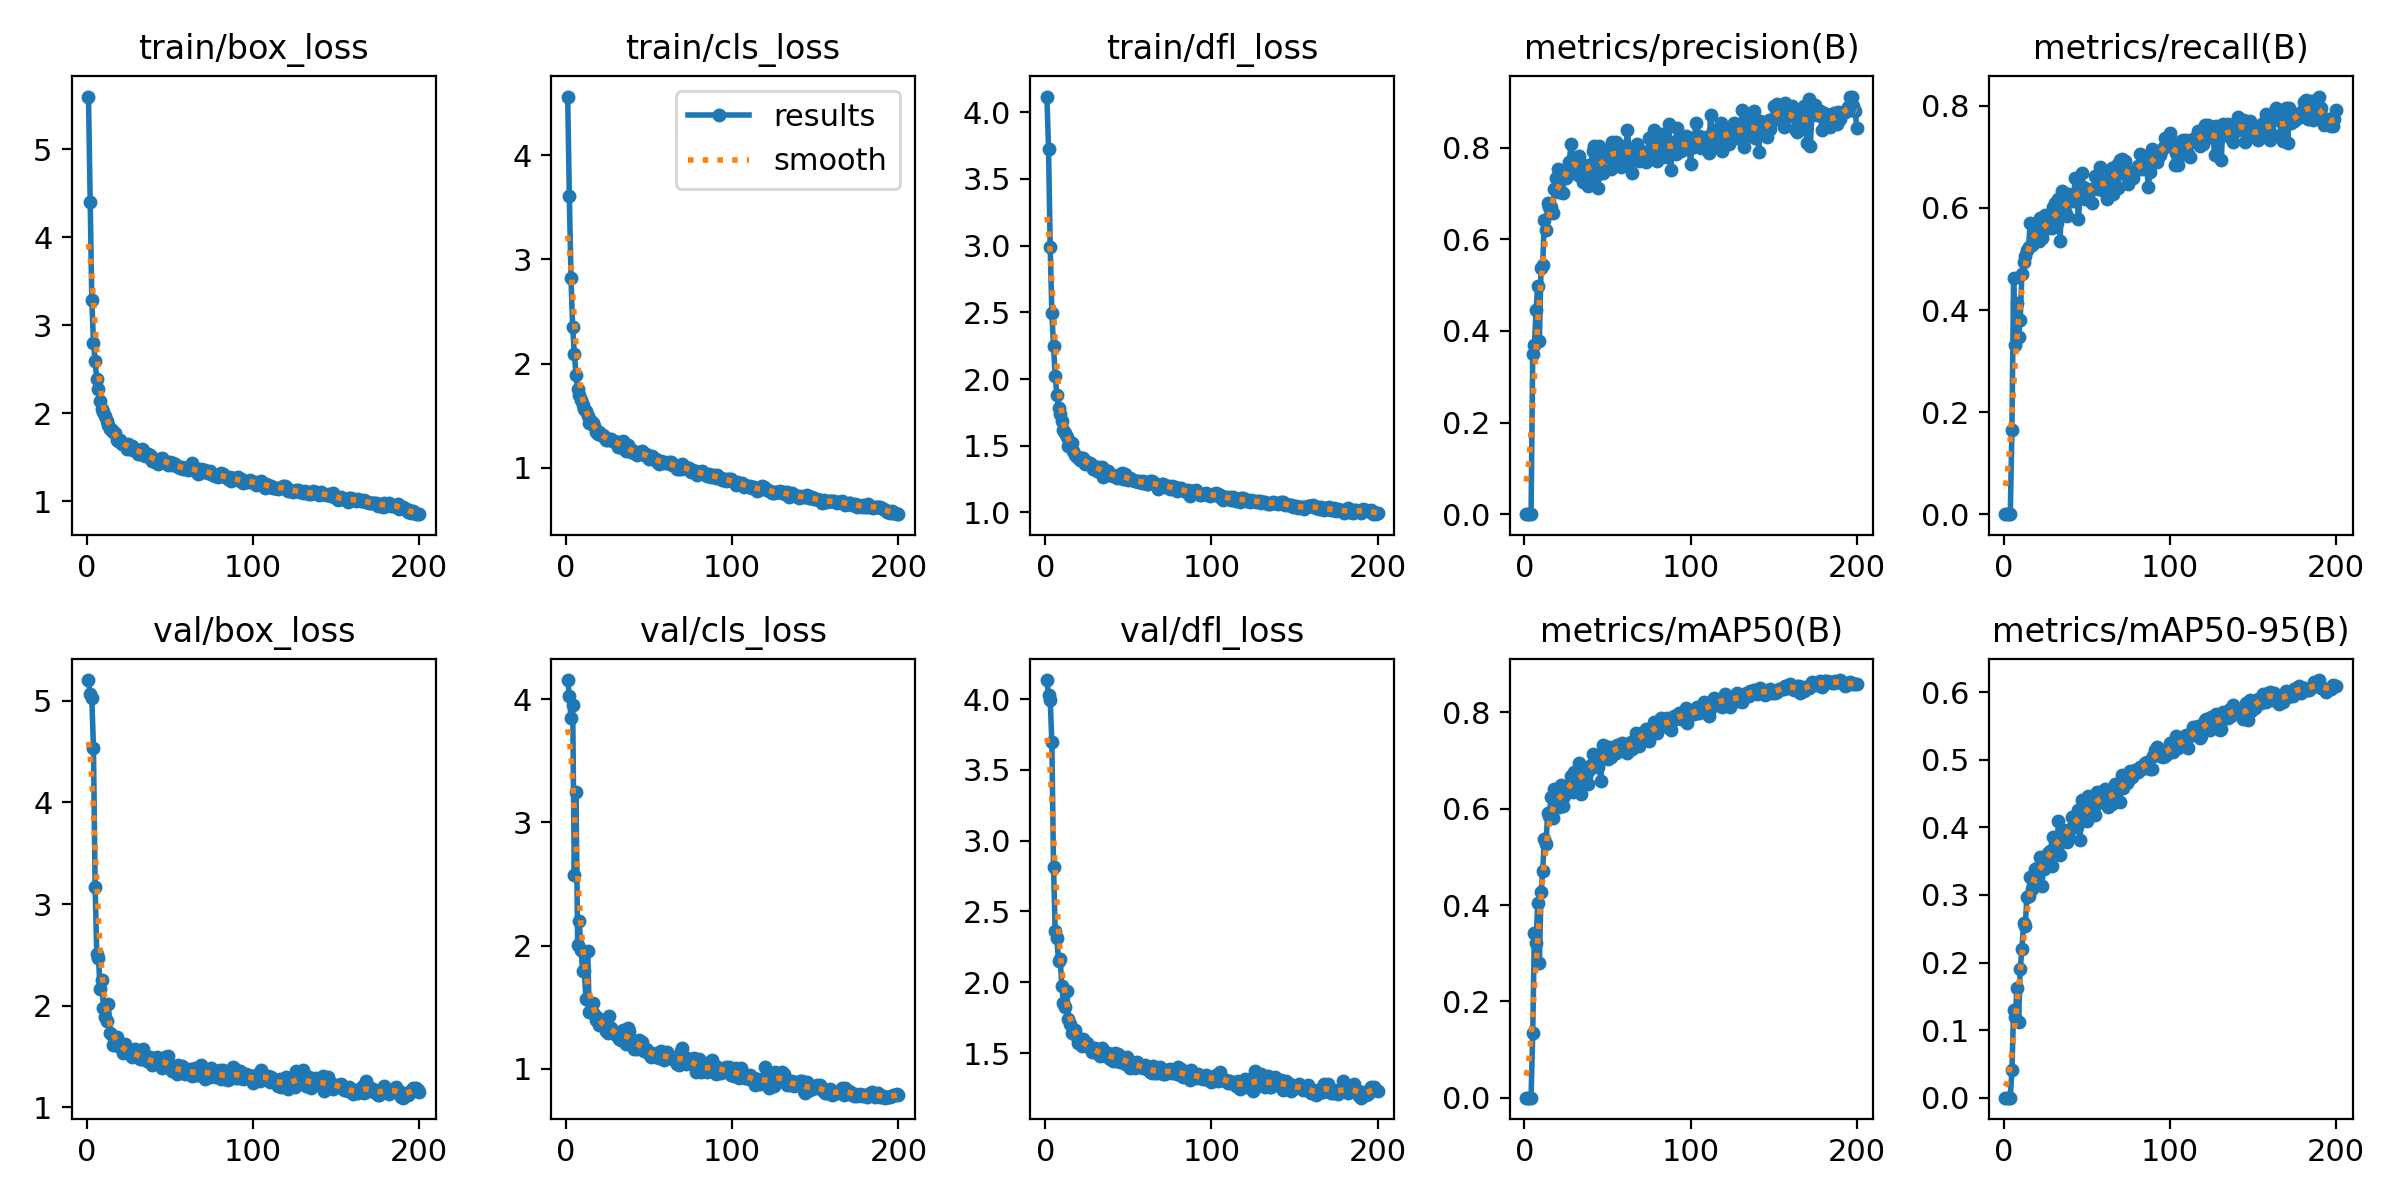 train/box_loss
5
4
3
2
1
0 100 200
train/cls_loss
results
smooth
4
3
2
1
0 100 200
train/dfl_loss
4.0
3.5
3.0
2.5
2.0
1.5
1.0
0 100 200
metrics/precision(B)
0.8
0.6
0.4
0.2
0.0
0 100 200
metrics/recall(B)
0.8
0.6
0.4
0.2
0.0
0 100 200
val/box_loss
5
4
3
2
1
0 100 200
val/cls_loss
4
3
2
1
0 100 200
val/dfl_loss
4.0
3.5
3.0
2.5
2.0
1.5
0 100 200
metrics/mAP50(B)
0.8
0.6
0.4
0.2
0.0
0 100 200
metrics/mAP50-95(B)
0.6
0.5
0.4
0.3
0.2
0.1
0.0
0 100 200